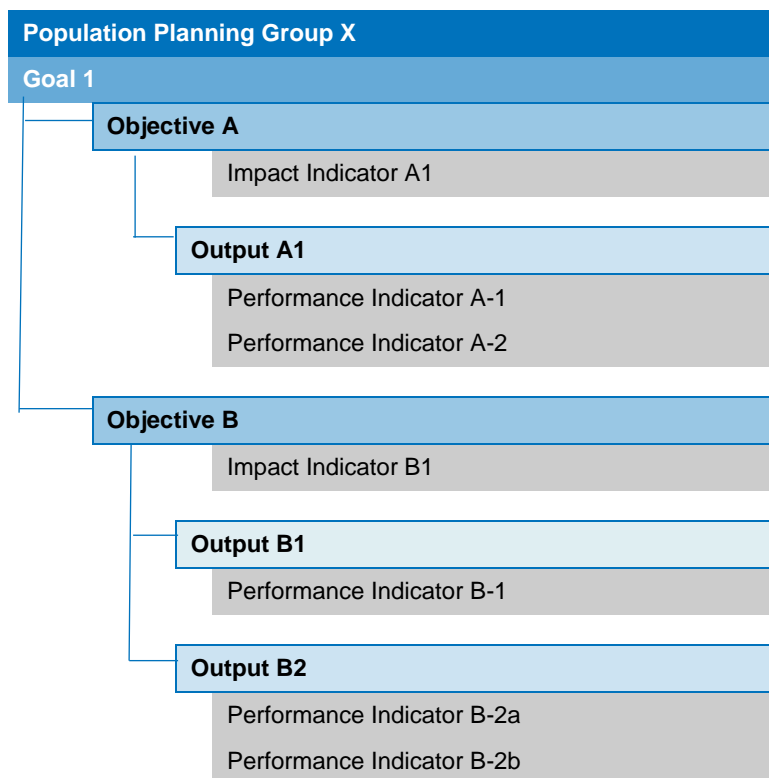 Population Planning Group X
Goal 1
Objective A
Impact Indicator A1
Output A1
Performance Indicator A-1
Performance Indicator A-2
Objective B
Impact Indicator B1
Output B1
Performance Indicator B-1
Output B2
Performance Indicator B-2a
Performance Indicator B-2b